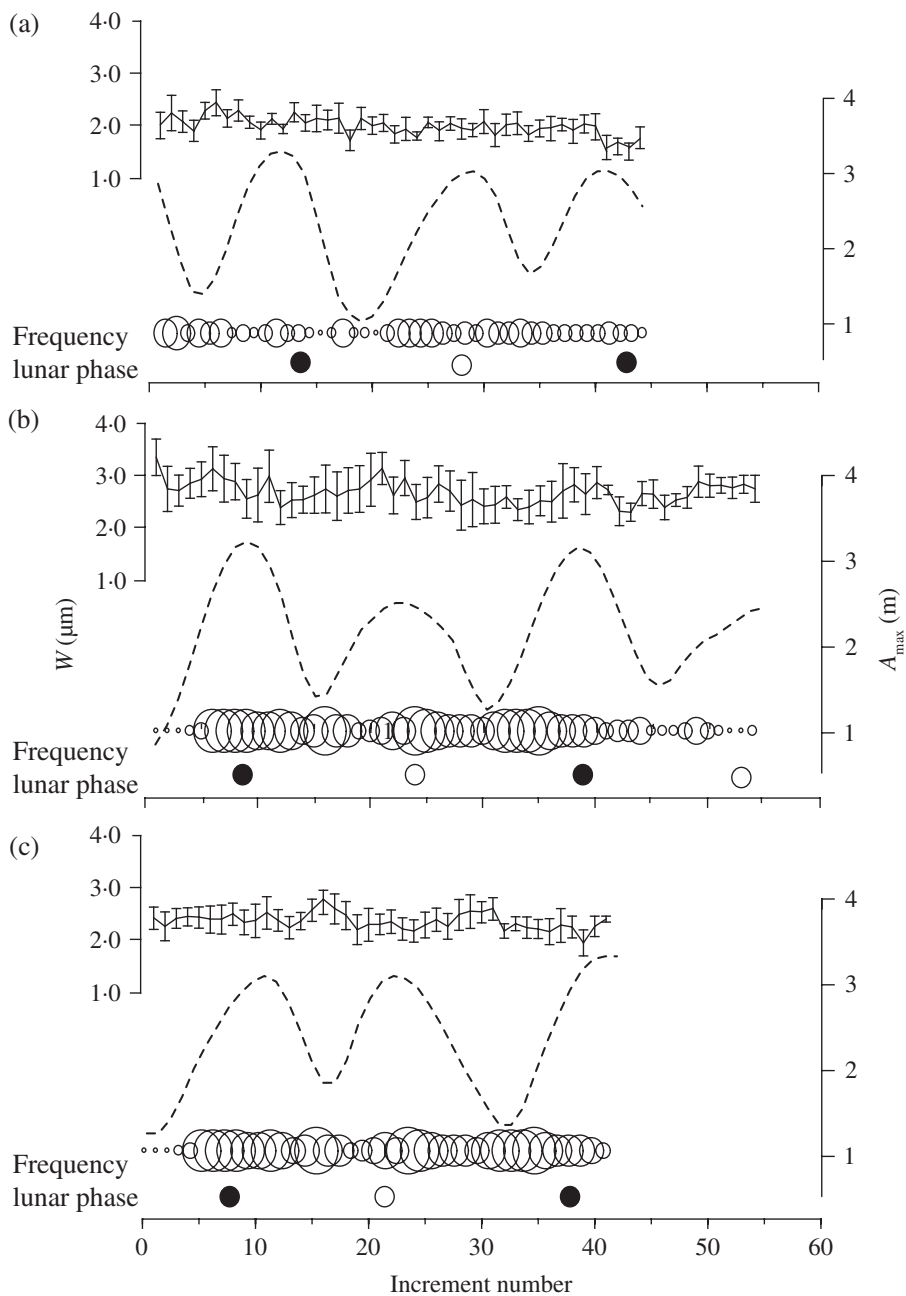 (a)
4·0
3·0
2·0
1·0
4
3
2
1
Frequency
lunar phase
(b)
4·0
3·0
2·0
1·0
W (μm)
4
3
2
1
A_max (m)
Frequency
lunar phase
(c)
4·0
3·0
2·0
1·0
4
3
2
1
Frequency
lunar phase
0 10 20 30 40 50 60
Increment number